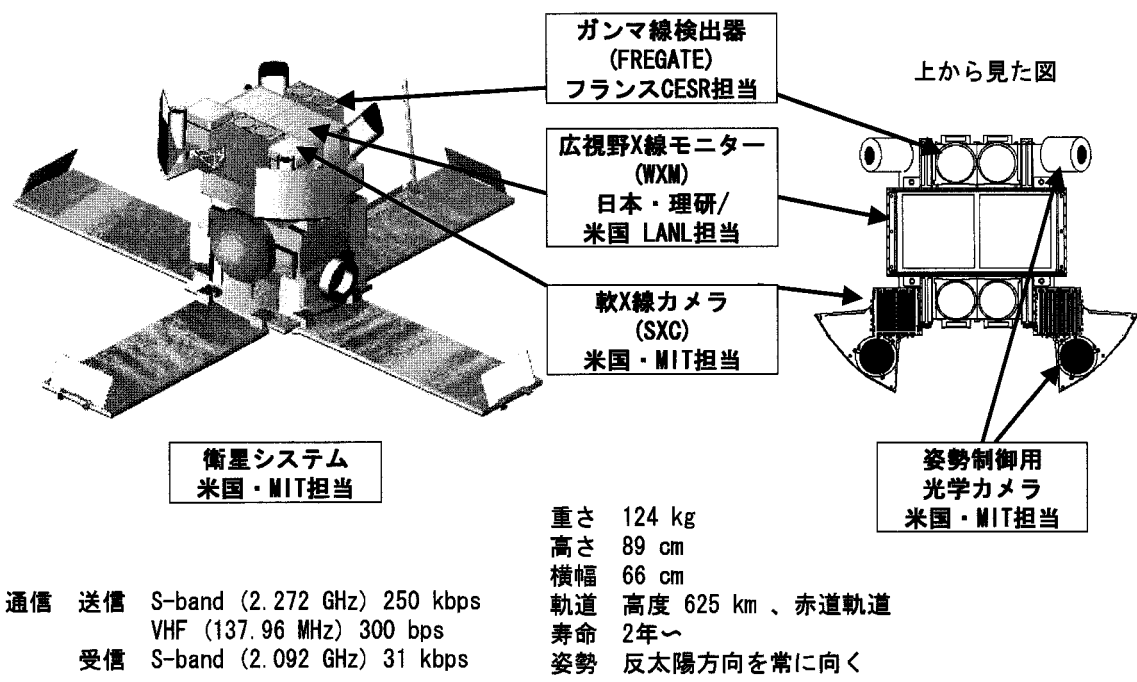 ガンマ線検出器
(FREGATE)
フランスCESR担当
上から見た図
広視野X線モニター
(WXM)
日本・理研/
米国 LANL担当
軟X線カメラ
(SXC)
米国・MIT担当
衛星システム
米国・MIT担当
姿勢制御用
光学カメラ
米国・MIT担当
重さ 124 kg
高さ 89 cm
横幅 66 cm
軌道 高度 625 km 、赤道軌道
寿命 2年〜
姿勢 反太陽方向を常に向く
通信 送信 S-band (2.272 GHz) 250 kbps
VHF (137.96 MHz) 300 bps
受信 S-band (2.092 GHz) 31 kbps